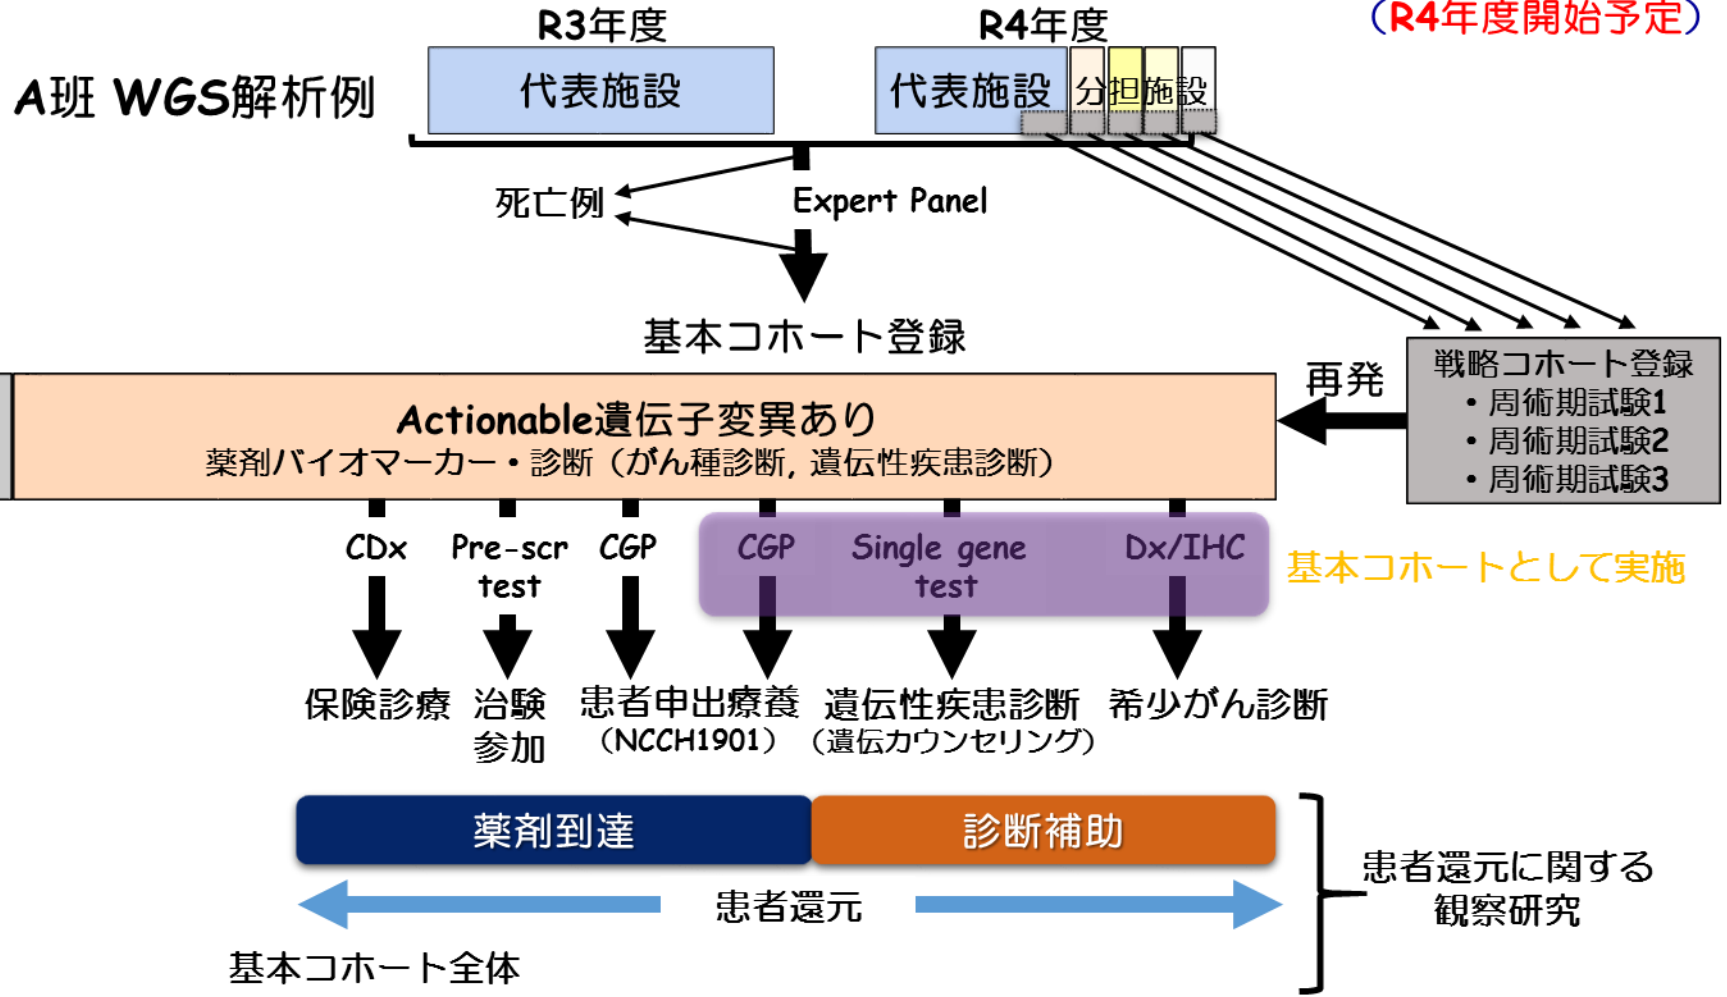 R3年度
R4年度
（R4年度開始予定）
A班 WGS解析例
代表施設
代表施設
分担施設
死亡例
Expert Panel
基本コホート登録
Actionable遺伝子変異あり
薬剤バイオマーカー・診断（がん種診断, 遺伝性疾患診断）
再発
戦略コホート登録
・周術期試験1
・周術期試験2
・周術期試験3
CDx
Pre-scr
test
CGP
CGP
Single gene
test
Dx/IHC
基本コホートとして実施
保険診療
治験
参加
患者申出療養
（NCCH1901）
遺伝性疾患診断
（遺伝カウンセリング）
希少がん診断
薬剤到達
診断補助
患者還元
患者還元に関する
観察研究
基本コホート全体